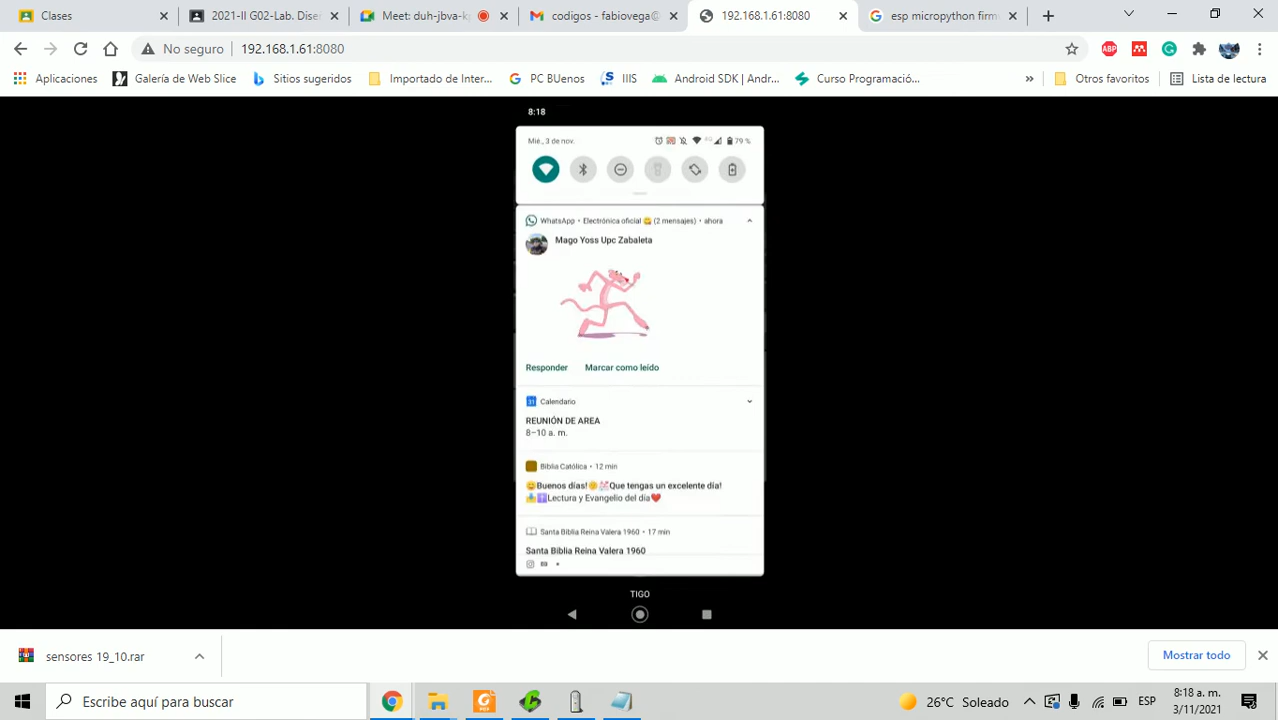 Clases
2021-II G02-Lab. Diser
Meet: duh-jbva-k
codigos - fabiovega@
192.168.1.61:8080
esp micropython firm
No seguro
192.168.1.61:8080
ABP
Aplicaciones
Galería de Web Slice
Sitios sugeridos
Importado de Inter...
PC BUenos
IIIS
Android SDK | Andr...
Curso Programació...
»
Otros favoritos
Lista de lectura
8:18
Mié., 3 de nov.
4G
79 %
WhatsApp • Electrónica oficial 😋 (2 mensajes) • ahora
Mago Yoss Upc Zabaleta
Responder
Marcar como leído
31
Calendario
REUNIÓN DE AREA
8–10 a. m.
Biblia Católica • 12 min
Buenos días! Que tengas un excelente día!
Lectura y Evangelio del día❤️
Santa Biblia Reina Valera 1960 • 17 min
Santa Biblia Reina Valera 1960
TIGO
sensores 19_10.rar
Mostrar todo
Escribe aquí para buscar
26°C Soleado
ESP
8:18 a. m.
3/11/2021